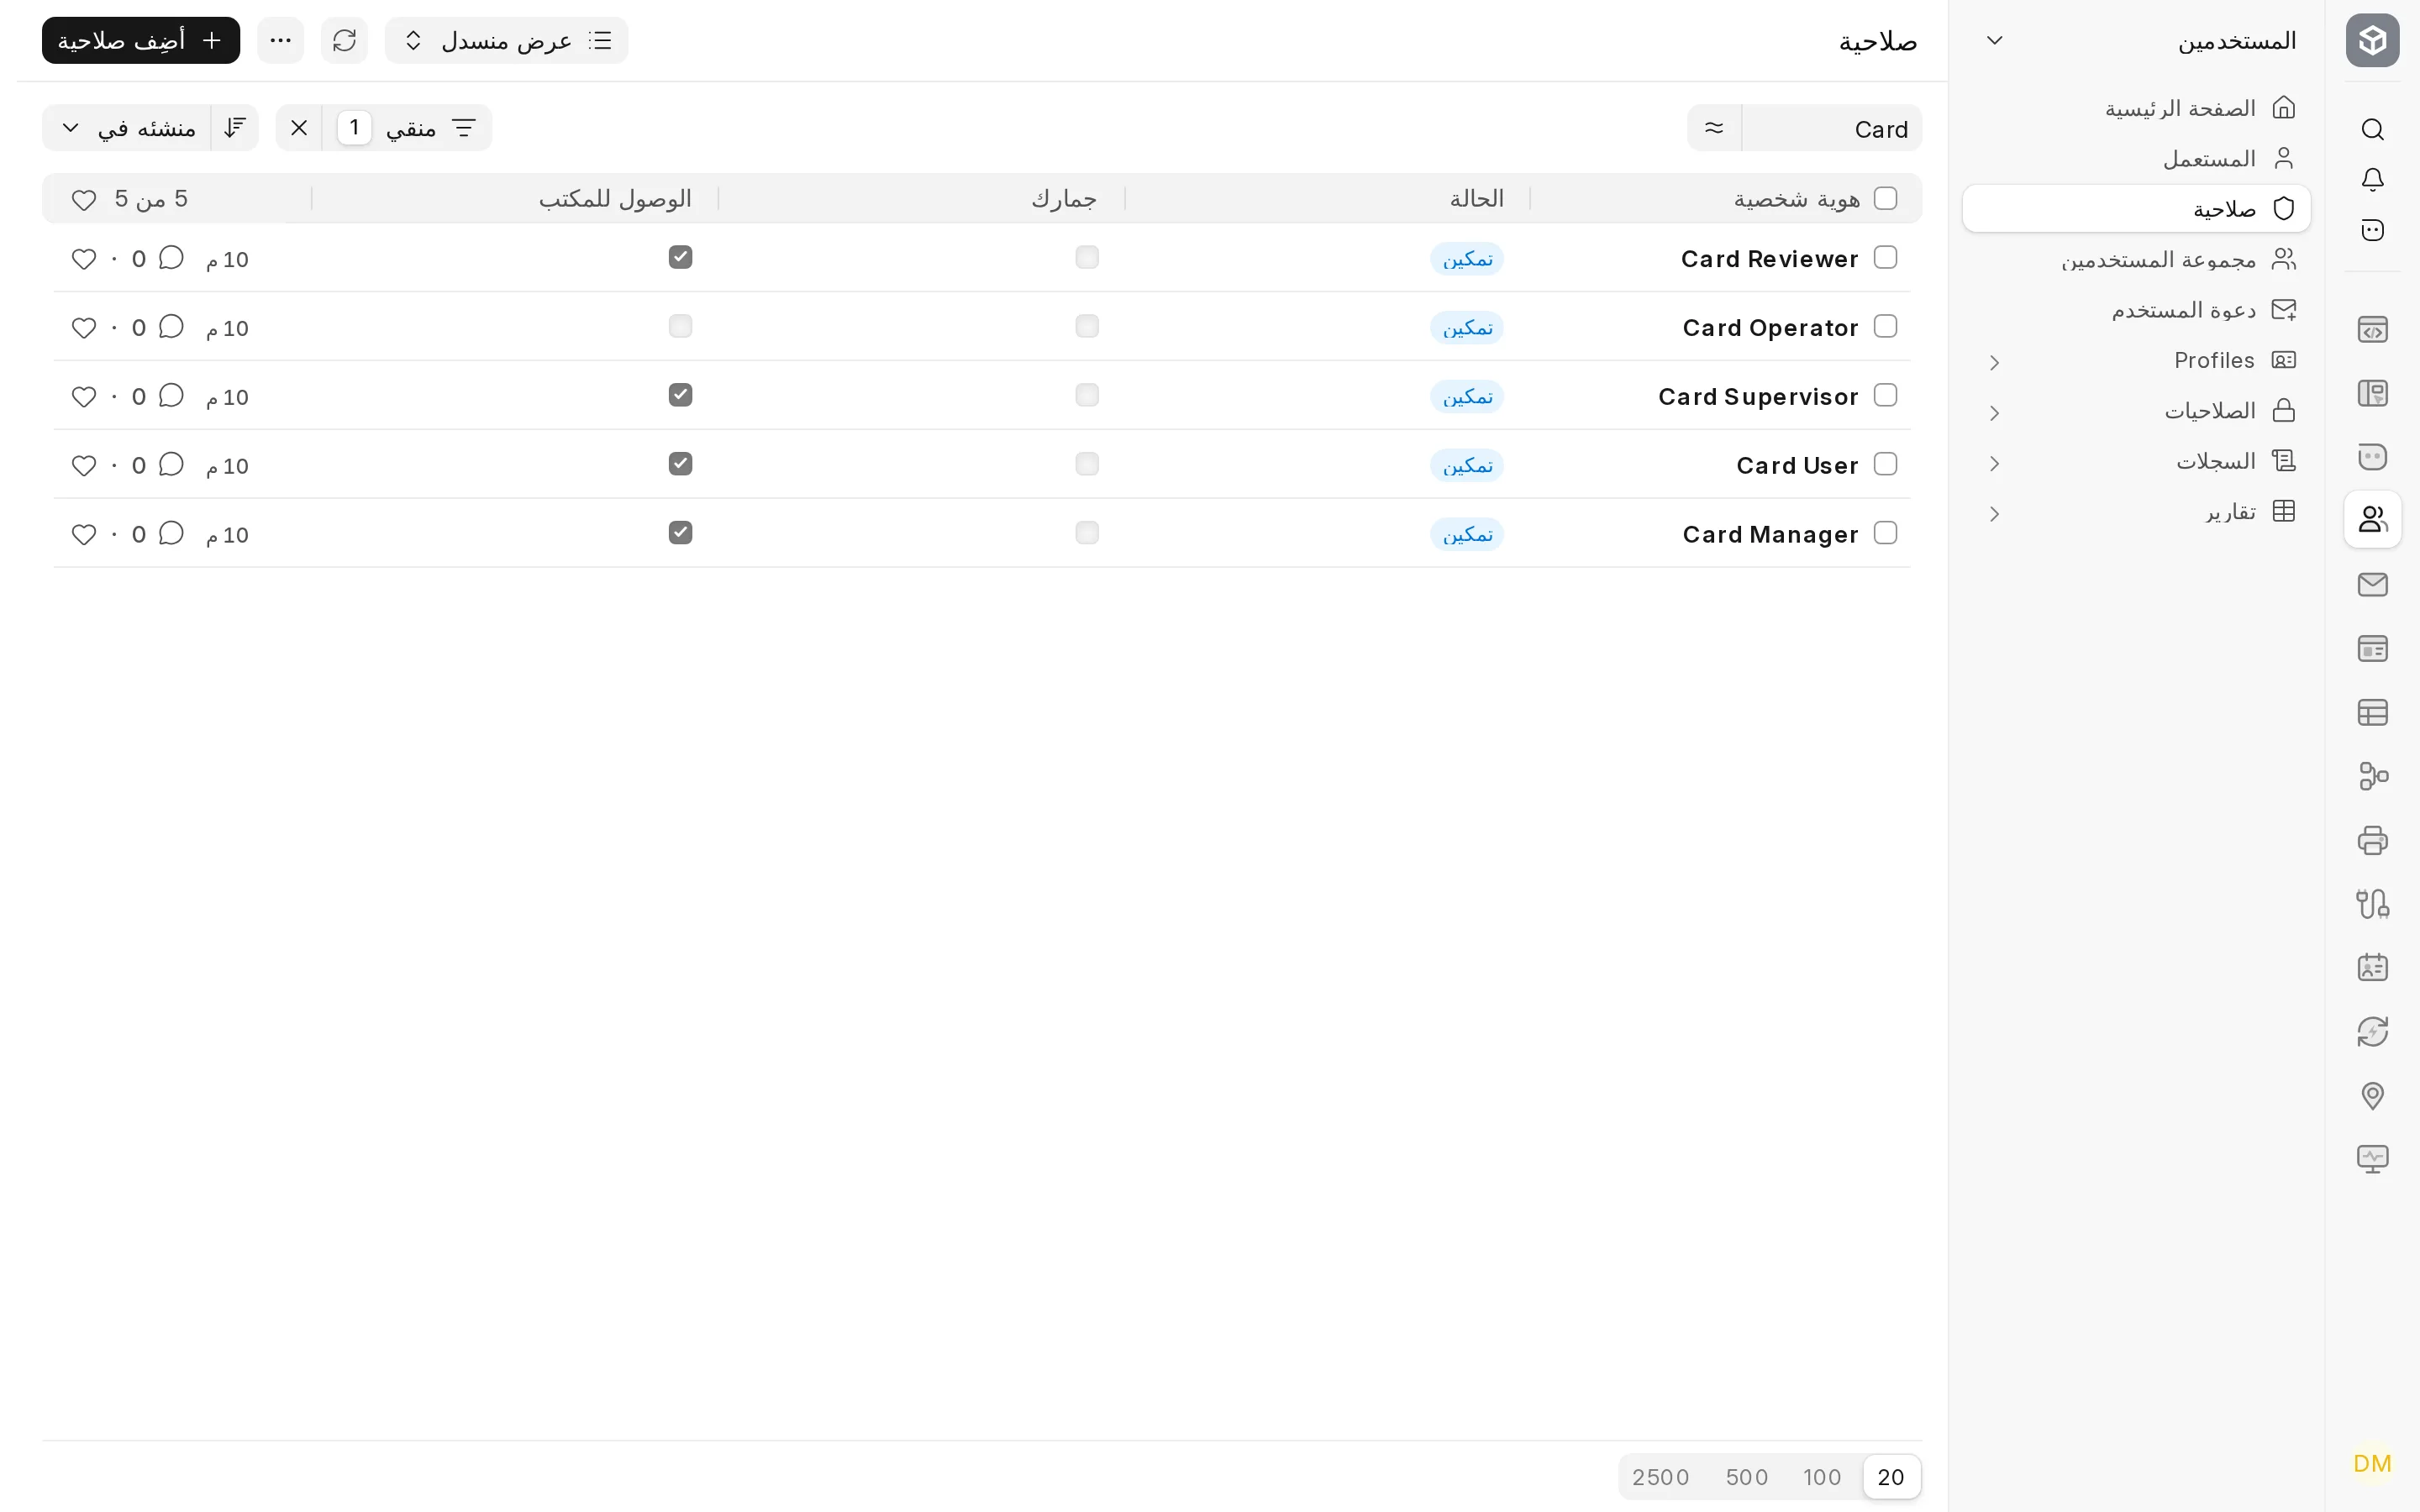 المستخدمين
الصفحة الرئيسية
المستعمل
صلاحية
مجموعة المستخدمين
دعوة المستخدم
Profiles
الصلاحيات
السجلات
تقارير
DM
صلاحية
عرض منسدل
أضِف صلاحية
Card
منقي 1
منشئه في
هوية شخصية الحالة جمارك الوصول للمكتب 5 من 5
Card Reviewer تمكين 10 م 0 ·
Card Operator تمكين 10 م 0 ·
Card Supervisor تمكين 10 م 0 ·
Card User تمكين 10 م 0 ·
Card Manager تمكين 10 م 0 ·
20 100 500 2500